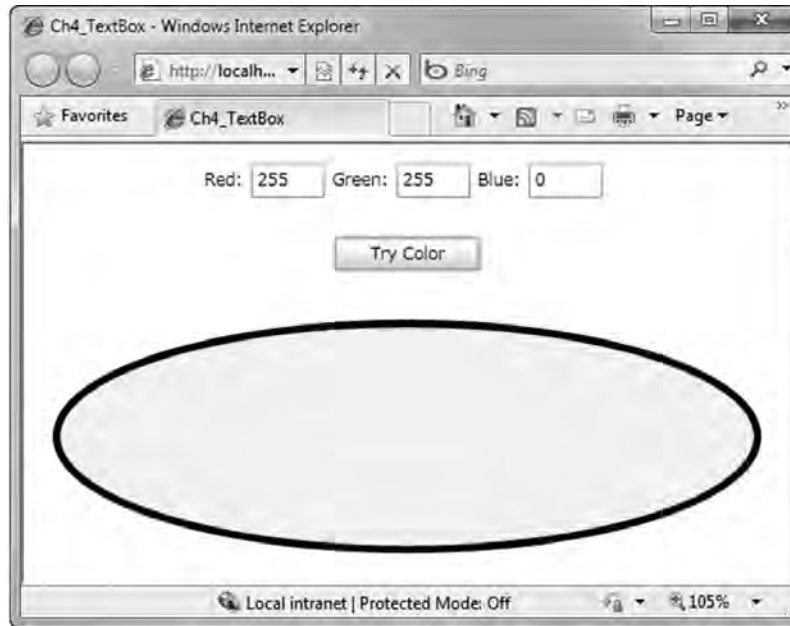 Ch4_TextBox - Windows Internet Explorer
http://localh... Bing
Favorites Ch4_TextBox Page
Red: 255 Green: 255 Blue: 0
Try Color
Local intranet | Protected Mode: Off 105%